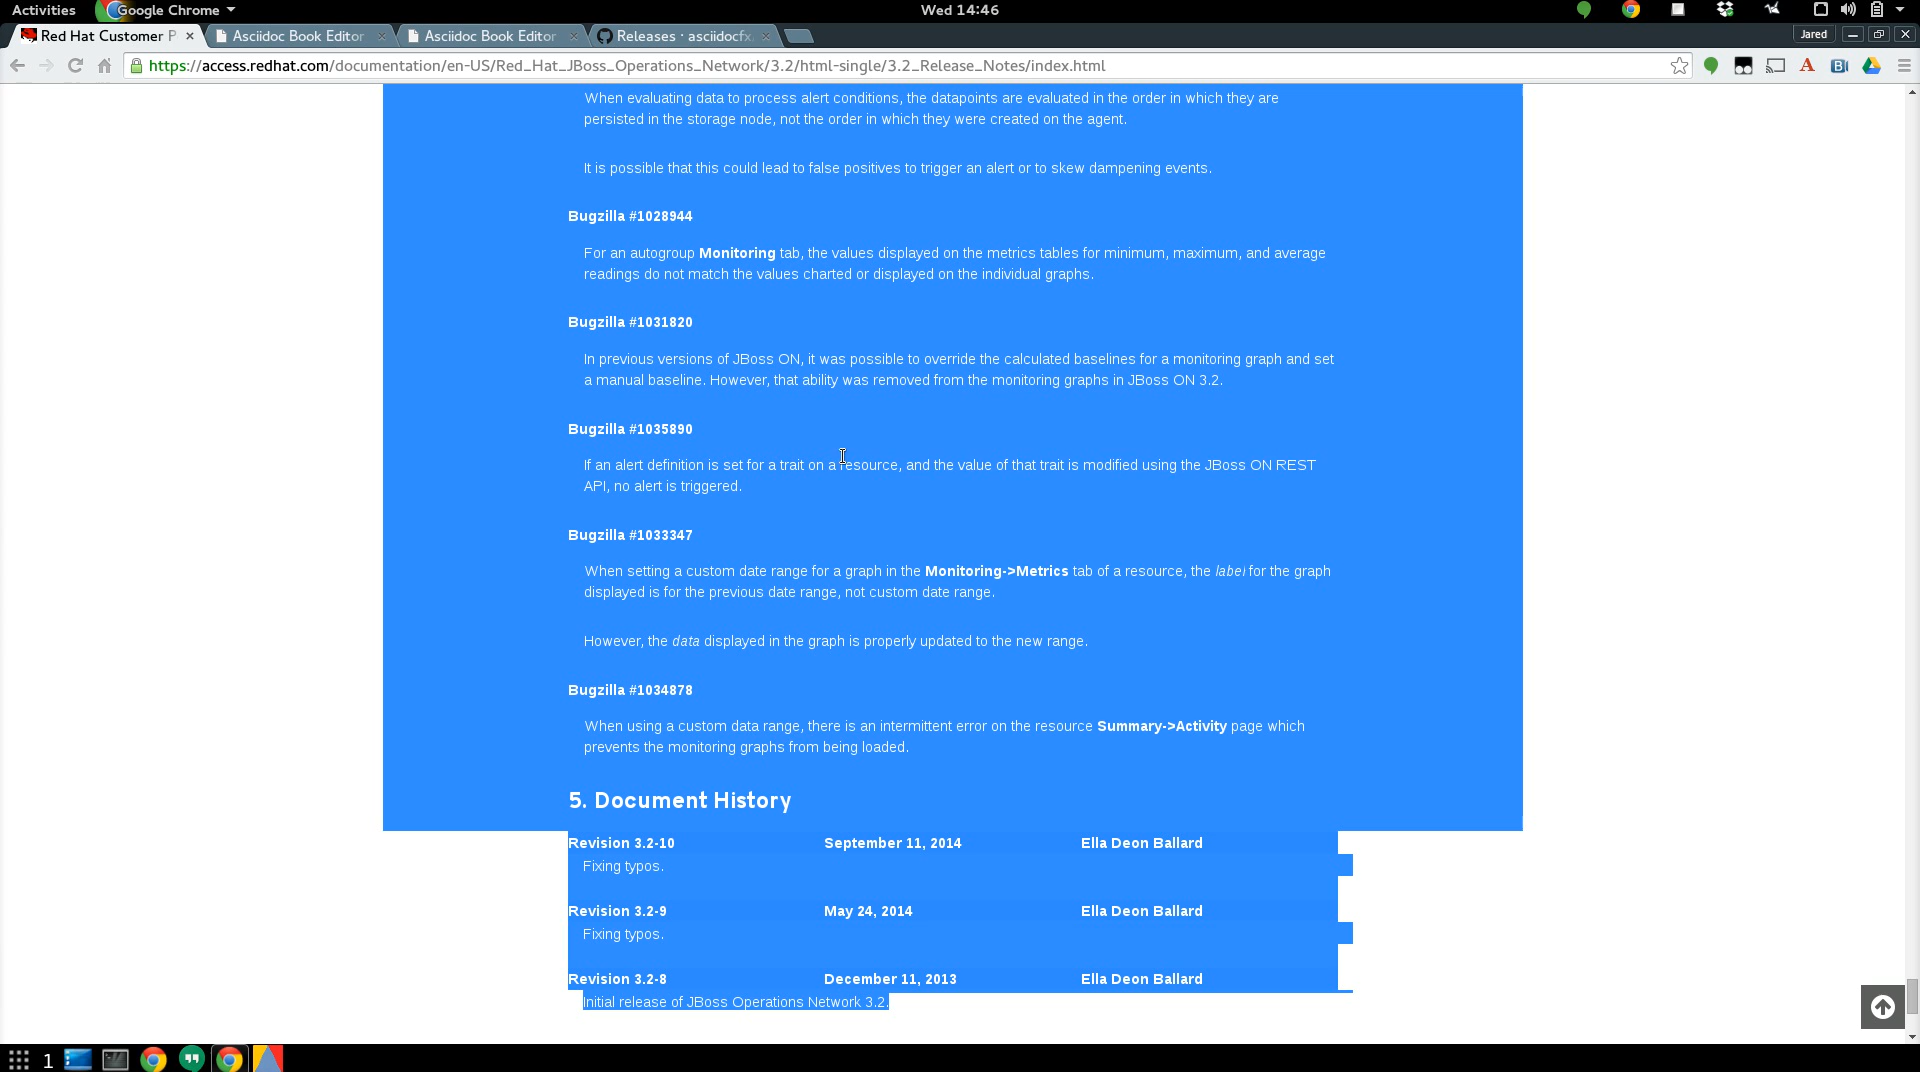 Activities
Google Chrome
Wed 14:46
Red Hat Customer P
Asciidoc Book Editor
Asciidoc Book Editor
Releases · asciidocfx
Jared
https://access.redhat.com/documentation/en-US/Red_Hat_JBoss_Operations_Network/3.2/html-single/3.2_Release_Notes/index.html
When evaluating data to process alert conditions, the datapoints are evaluated in the order in which they are
persisted in the storage node, not the order in which they were created on the agent.
It is possible that this could lead to false positives to trigger an alert or to skew dampening events.
Bugzilla #1028944
For an autogroup Monitoring tab, the values displayed on the metrics tables for minimum, maximum, and average
readings do not match the values charted or displayed on the individual graphs.
Bugzilla #1031820
In previous versions of JBoss ON, it was possible to override the calculated baselines for a monitoring graph and set
a manual baseline. However, that ability was removed from the monitoring graphs in JBoss ON 3.2.
Bugzilla #1035890
If an alert definition is set for a trait on a resource, and the value of that trait is modified using the JBoss ON REST
API, no alert is triggered.
Bugzilla #1033347
When setting a custom date range for a graph in the Monitoring->Metrics tab of a resource, the label for the graph
displayed is for the previous date range, not custom date range.
However, the data displayed in the graph is properly updated to the new range.
Bugzilla #1034878
When using a custom data range, there is an intermittent error on the resource Summary->Activity page which
prevents the monitoring graphs from being loaded.
5. Document History
Revision 3.2-10 September 11, 2014 Ella Deon Ballard
Fixing typos.
Revision 3.2-9 May 24, 2014 Ella Deon Ballard
Fixing typos.
Revision 3.2-8 December 11, 2013 Ella Deon Ballard
Initial release of JBoss Operations Network 3.2.
1